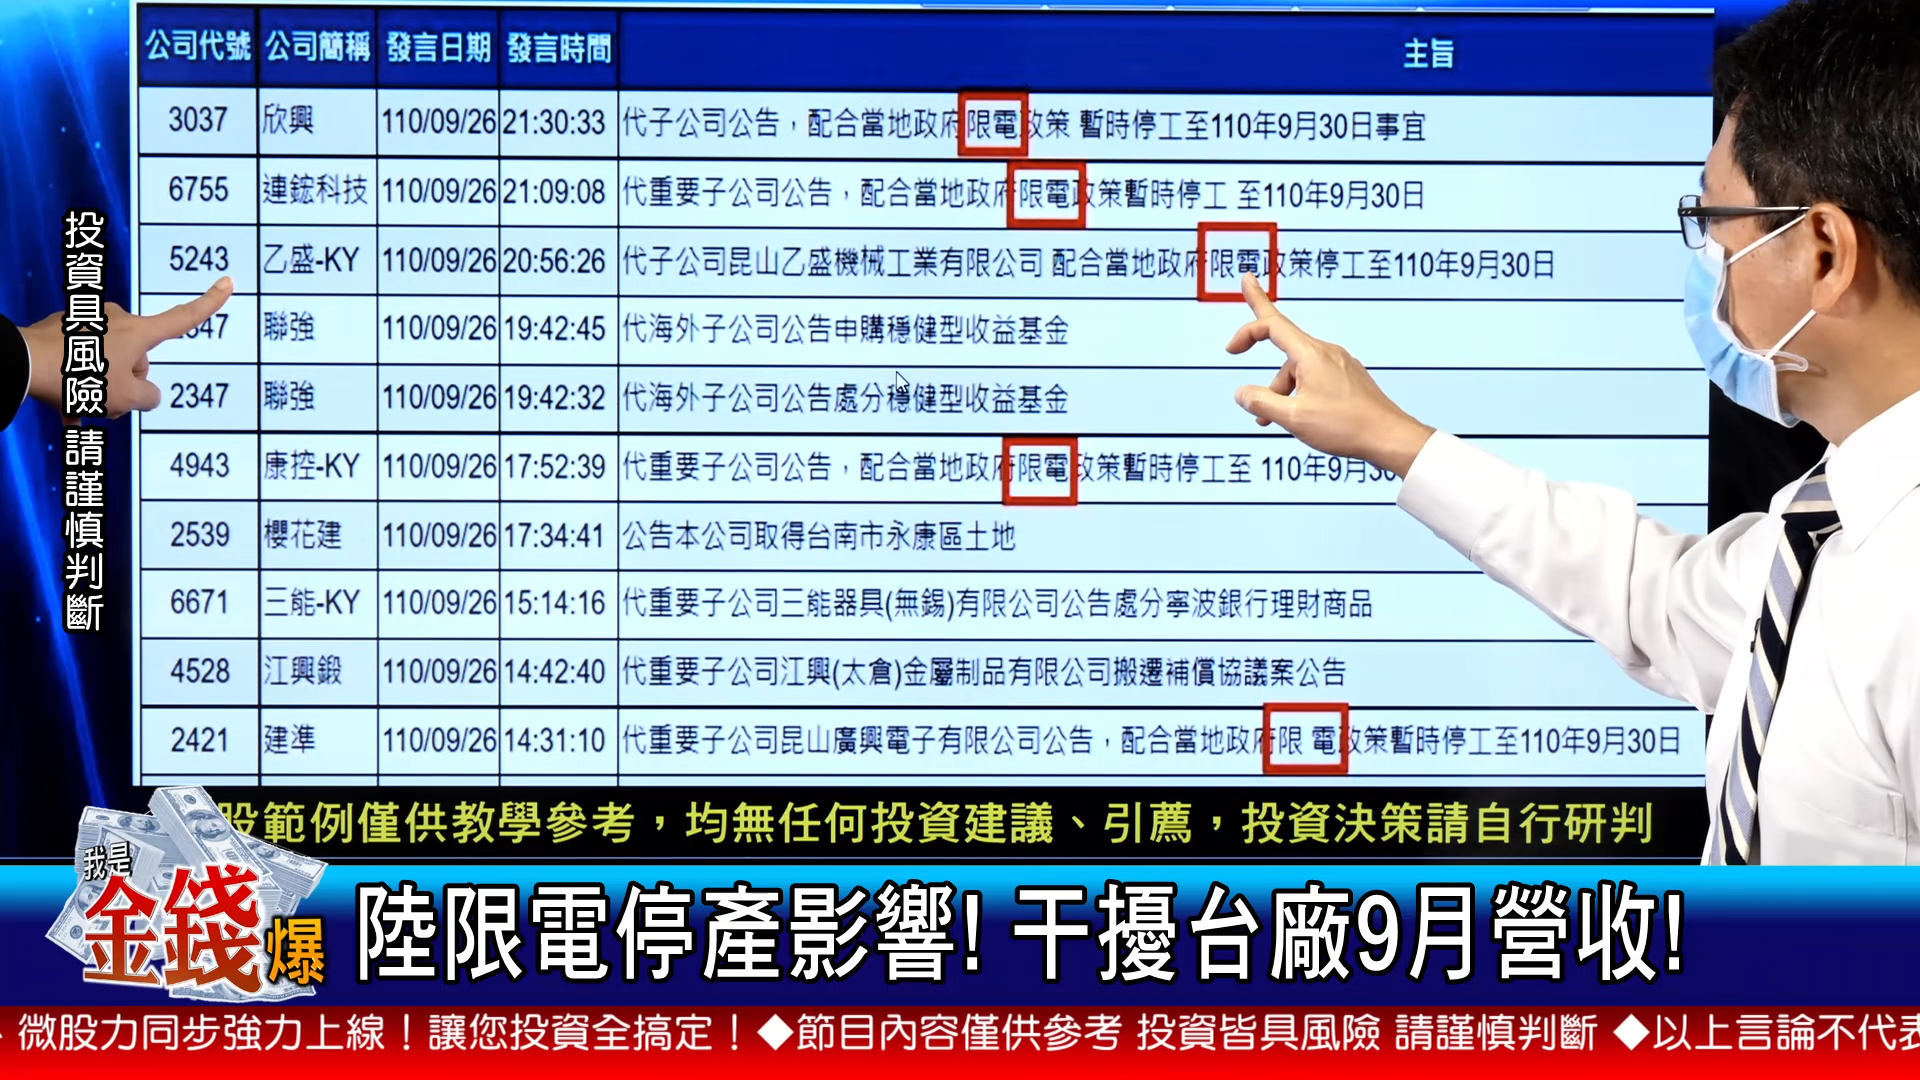 公司代號 公司簡稱 發言日期 發言時間 主旨
3037 欣興 110/09/26 21:30:33 代子公司公告，配合當地政府限電政策 暫時停工至110年9月30日事宜
6755 連鋐科技 110/09/26 21:09:08 代重要子公司公告，配合當地政府限電政策暫時停工 至110年9月30日
5243 乙盛-KY 110/09/26 20:56:26 代子公司昆山乙盛機械工業有限公司 配合當地政府限電政策停工至110年9月30日
347 聯強 110/09/26 19:42:45 代海外子公司公告申購穩健型收益基金
2347 聯強 110/09/26 19:42:32 代海外子公司公告處分穩健型收益基金
4943 康控-KY 110/09/26 17:52:39 代重要子公司公告，配合當地政府限電政策暫時停工至 110年9月30
2539 櫻花建 110/09/26 17:34:41 公告本公司取得台南市永康區土地
6671 三能-KY 110/09/26 15:14:16 代重要子公司三能器具(無錫)有限公司公告處分寧波銀行理財商品
4528 江興鍛 110/09/26 14:42:40 代重要子公司江興(太倉)金屬制品有限公司搬遷補償協議案公告
2421 建準 110/09/26 14:31:10 代重要子公司昆山廣興電子有限公司公告，配合當地政府限 電政策暫時停工至110年9月30日
投資具風險 請謹慎判斷
股範例僅供教學參考，均無任何投資建議、引薦，投資決策請自行研判
我是
金錢爆
陸限電停產影響! 干擾台廠9月營收!
微股力同步強力上線！讓您投資全搞定！◆節目內容僅供參考 投資皆具風險 請謹慎判斷 ◆以上言論不代表